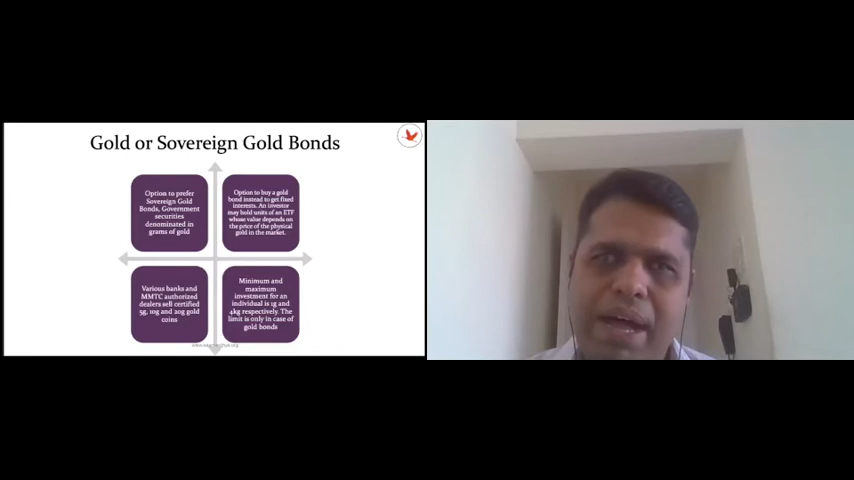 Gold or Sovereign Gold Bonds
Option to prefer
Sovereign Gold
Bonds, Government
securities
denominated in
grams of gold
Option to buy a gold
bond instead to get fixed
interests. An investor
may hold units of an ETF
whose value depends on
the price of the physical
gold in the market.
Various banks and
MMTC authorized
dealers sell certified
5g, 10g and 20g gold
coins
Minimum and
maximum
investment for an
individual is 1g and
4kg respectively. The
limit is only in case of
gold bonds